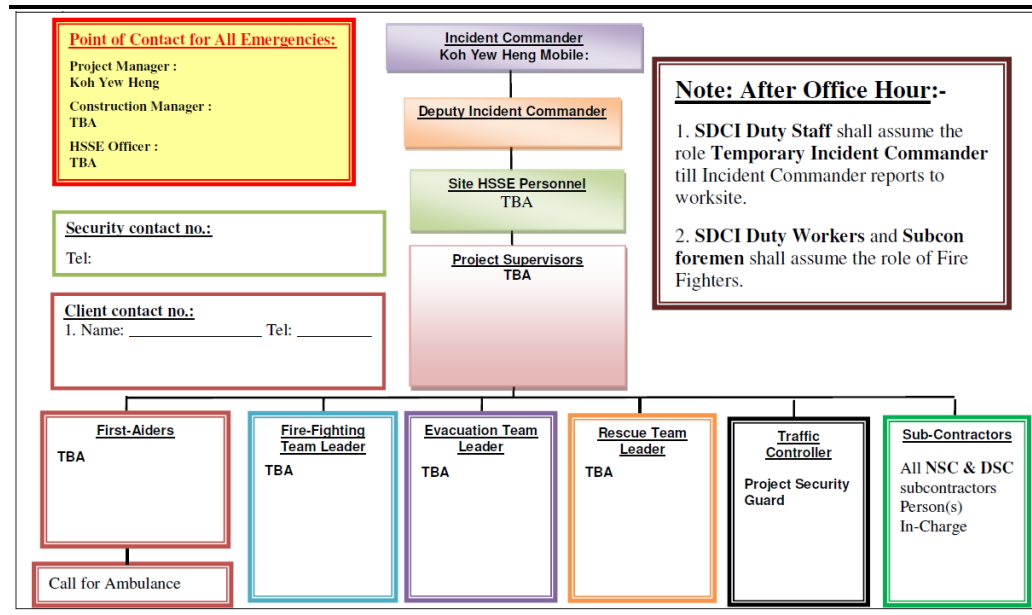 Point of Contact for All Emergencies:
Project Manager :
Koh Yew Heng
Construction Manager :
TBA
HSSE Officer :
TBA
Security contact no.:
Tel:
Client contact no.:
1. Name: _________________ Tel: __________
Incident Commander
Koh Yew Heng Mobile:
Deputy Incident Commander
Site HSSE Personnel
TBA
Project Supervisors
TBA
Note: After Office Hour:-
1. SDCI Duty Staff shall assume the
role Temporary Incident Commander
till Incident Commander reports to
worksite.
2. SDCI Duty Workers and Subcon
foremen shall assume the role of Fire
Fighters.
First-Aiders
TBA
Call for Ambulance
Fire-Fighting
Team Leader
TBA
Evacuation Team
Leader
TBA
Rescue Team
Leader
TBA
Traffic
Controller
Project Security
Guard
Sub-Contractors
All NSC & DSC
subcontractors
Person(s)
In-Charge